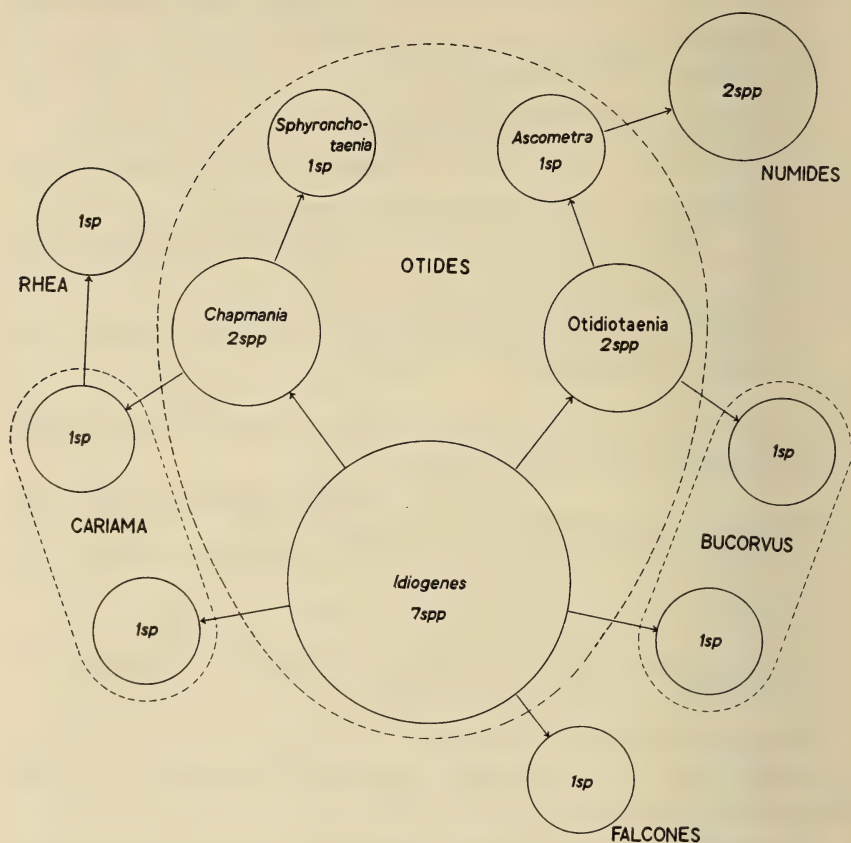 2spp
NUMIDES
Sphyroncho-
taenia
1sp
Ascometra
1sp
1sp
RHEA
OTIDES
Chapmania
2spp
Otidiotaenia
2spp
1sp
CARIAMA
1sp
1sp
BUCORVUS
1sp
Idiogenes
7spp
1sp
FALCONES